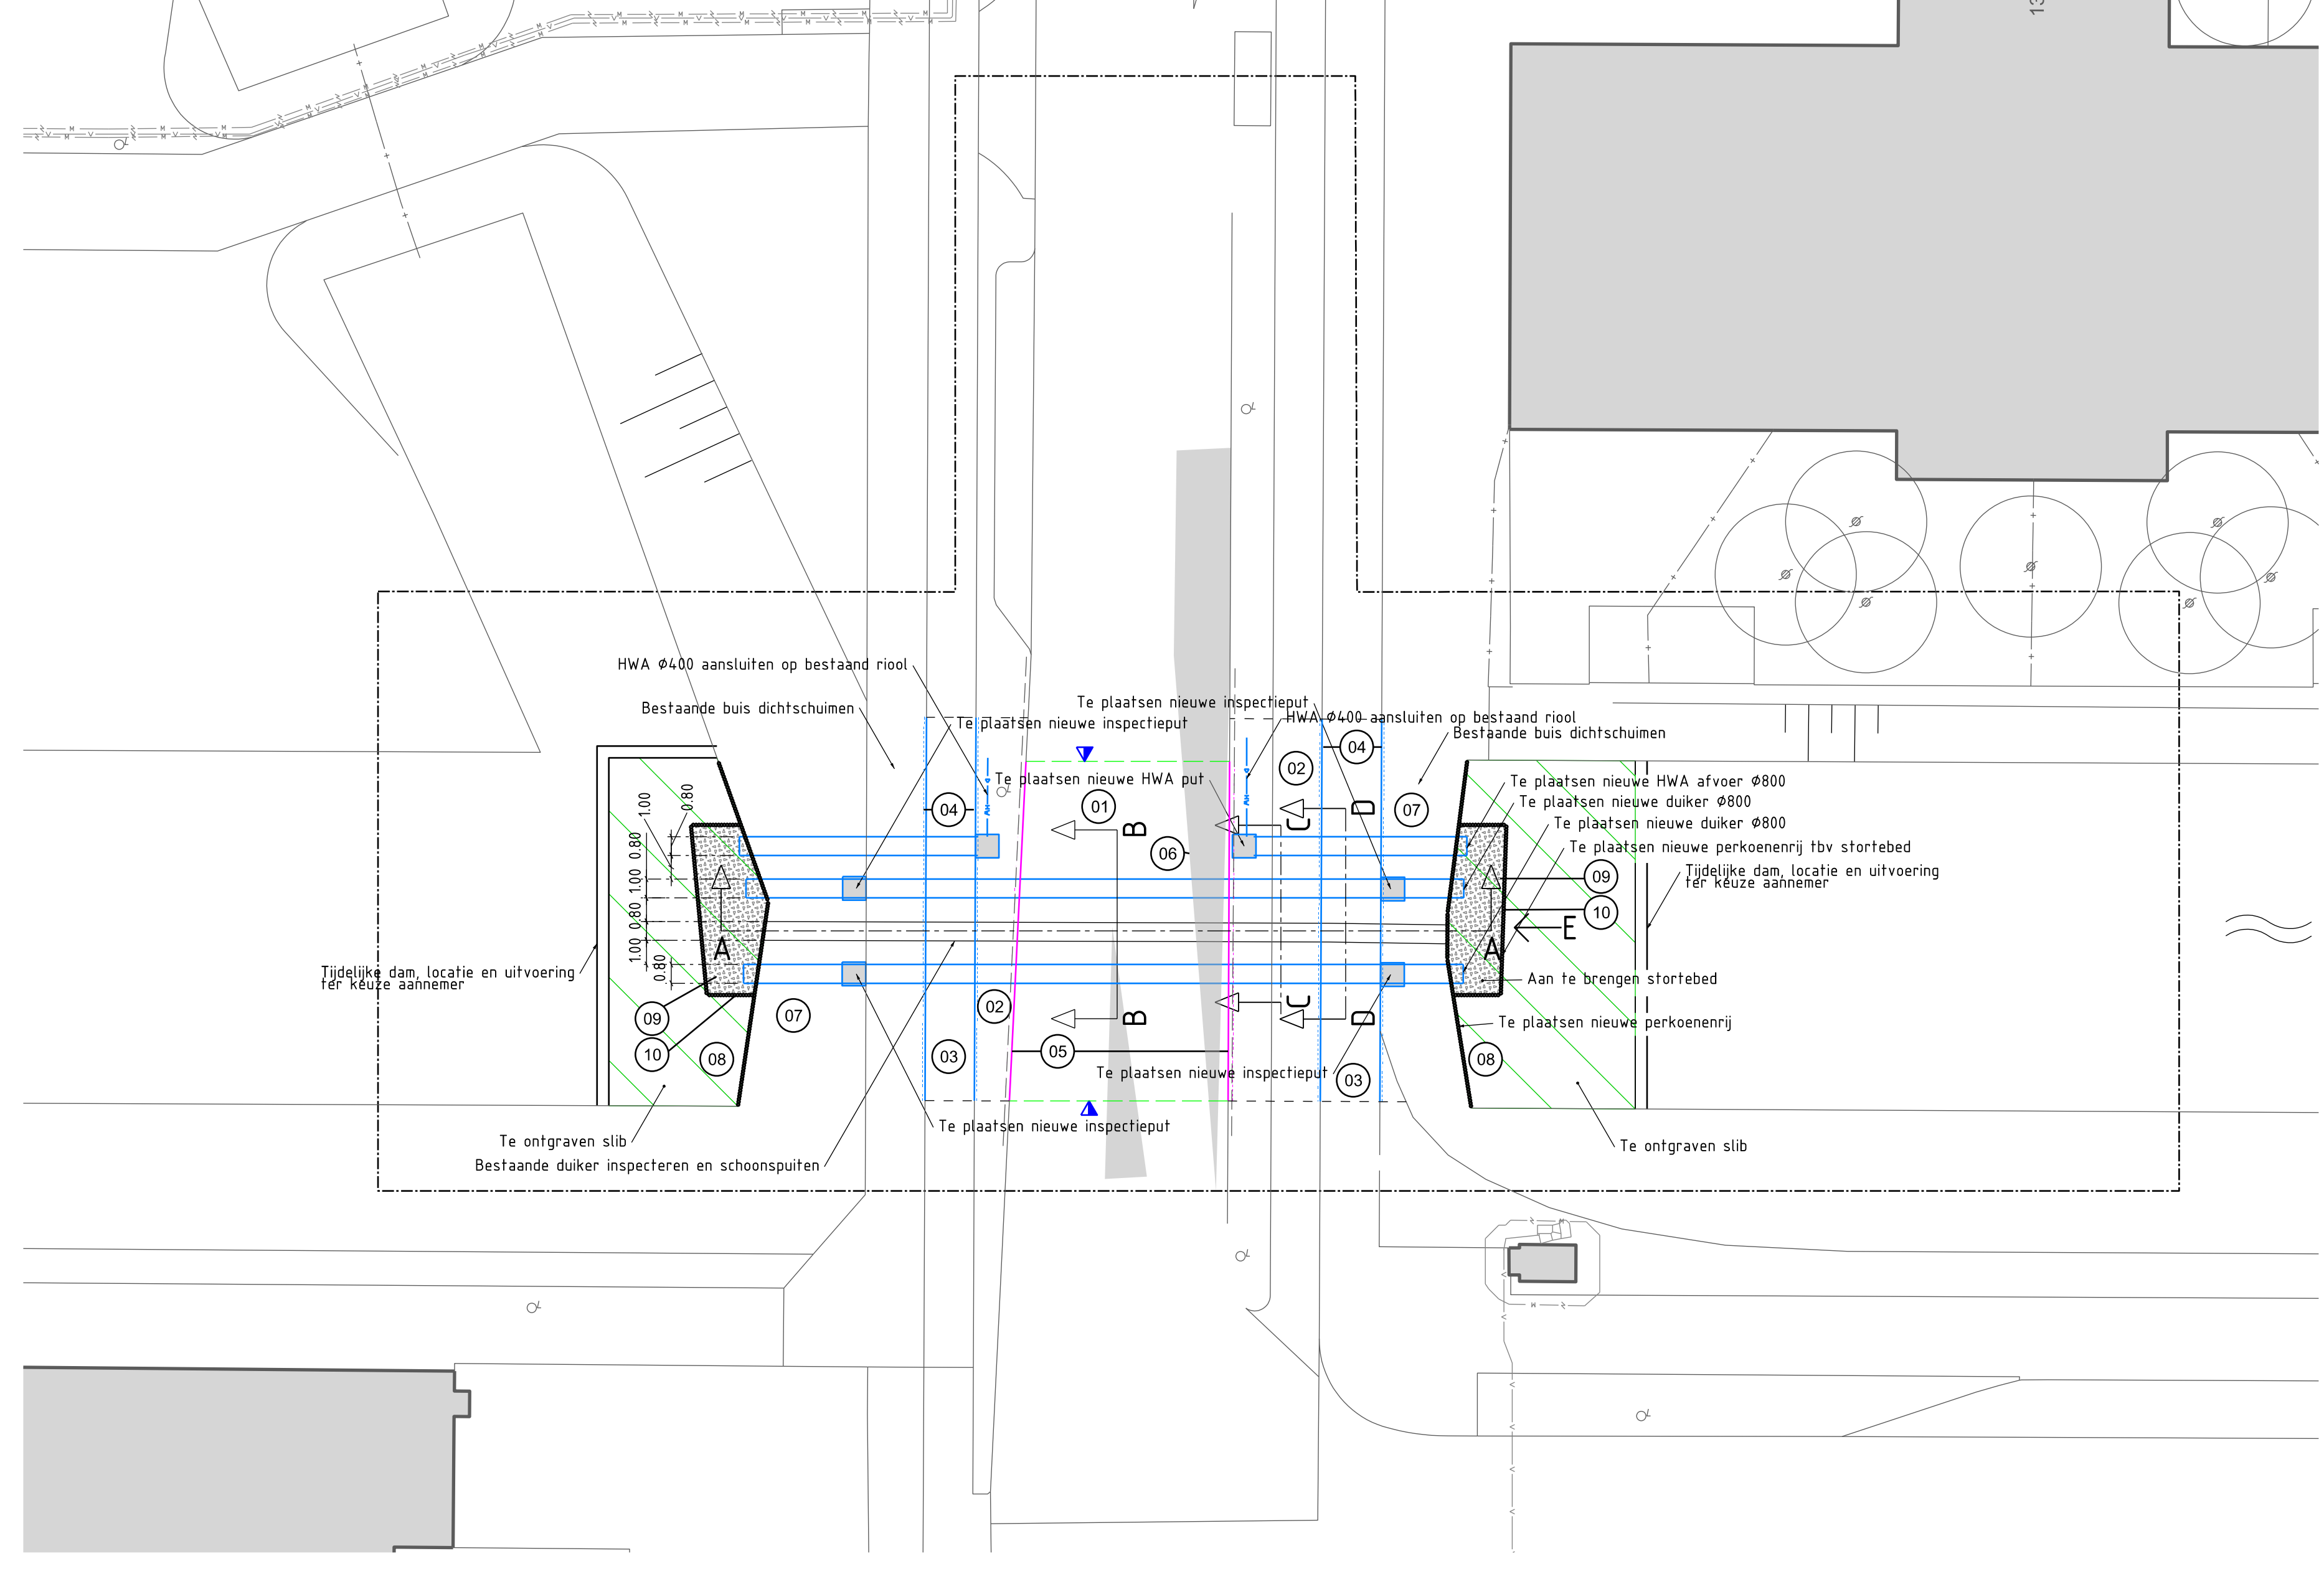 13
HWA Ø400 aansluiten op bestaand riool
Bestaande buis dichtschuimen
Te plaatsen nieuwe inspectieput
Te plaatsen nieuwe inspectieput
HWA Ø400 aansluiten op bestaand riool
Bestaande buis dichtschuimen
04
02
Te plaatsen nieuwe HWA put
Te plaatsen nieuwe HWA afvoer Ø800
Te plaatsen nieuwe duiker Ø800
Te plaatsen nieuwe duiker Ø800
Te plaatsen nieuwe perkoenenrij tbv stortebed
Tijdelijke dam, locatie en uitvoering
ter keuze aannemer
04
01
07
B
C
D
06
09
10
1.00
0.80
0.80
1.00
0.80
1.00
0.80
A
A
E
Tijdelijke dam, locatie en uitvoering
ter keuze aannemer
Aan te brengen stortebed
09
10
08
07
02
03
05
B
C
D
Te plaatsen nieuwe perkoenenrij
08
Te plaatsen nieuwe inspectieput
03
Te plaatsen nieuwe inspectieput
Te ontgraven slib
Bestaande duiker inspecteren en schoonspuiten
Te ontgraven slib